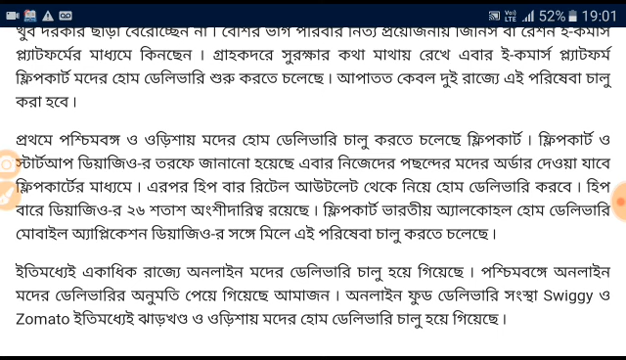 52% 19:01
খুব দরকার ছাড়া বেরোচ্ছেন না। বেশির ভাগ পরিবার নিত্য প্রয়োজনীয় জিনিস বা রেশন ই-কমার্স
প্ল্যাটফর্মের মাধ্যমে কিনছেন। গ্রাহকদরে সুরক্ষার কথা মাথায় রেখে এবার ই-কমার্স প্ল্যাটফর্ম
ফ্লিপকার্ট মদের হোম ডেলিভারি শুরু করতে চলেছে। আপাতত কেবল দুই রাজ্যে এই পরিষেবা চালু
করা হবে।
প্রথমে পশ্চিমবঙ্গ ও ওড়িশায় মদের হোম ডেলিভারি চালু করতে চলেছে ফ্লিপকার্ট। ফ্লিপকার্ট ও
স্টার্টআপ ডিয়াজিও-র তরফে জানানো হয়েছে এবার নিজেদের পছন্দের মদের অর্ডার দেওয়া যাবে
ফ্লিপকার্টের মাধ্যমে। এরপর হিপ বার রিটেল আউটলেট থেকে নিয়ে হোম ডেলিভারি করবে। হিপ
বারে ডিয়াজিও-র ২৬ শতাশ অংশীদারিত্ব রয়েছে। ফ্লিপকার্ট ভারতীয় অ্যালকোহল হোম ডেলিভারি
মোবাইল অ্যাপ্লিকেশন ডিয়াজিও-র সঙ্গে মিলে এই পরিষেবা চালু করতে চলেছে।
ইতিমধ্যেই একাধিক রাজ্যে অনলাইন মদের ডেলিভারি চালু হয়ে গিয়েছে। পশ্চিমবঙ্গে অনলাইন
মদের ডেলিভারির অনুমতি পেয়ে গিয়েছে আমাজন। অনলাইন ফুড ডেলিভারি সংস্থা Swiggy ও
Zomato ইতিমধ্যেই ঝাড়খণ্ড ও ওড়িশায় মদের হোম ডেলিভারি চালু হয়ে গিয়েছে।